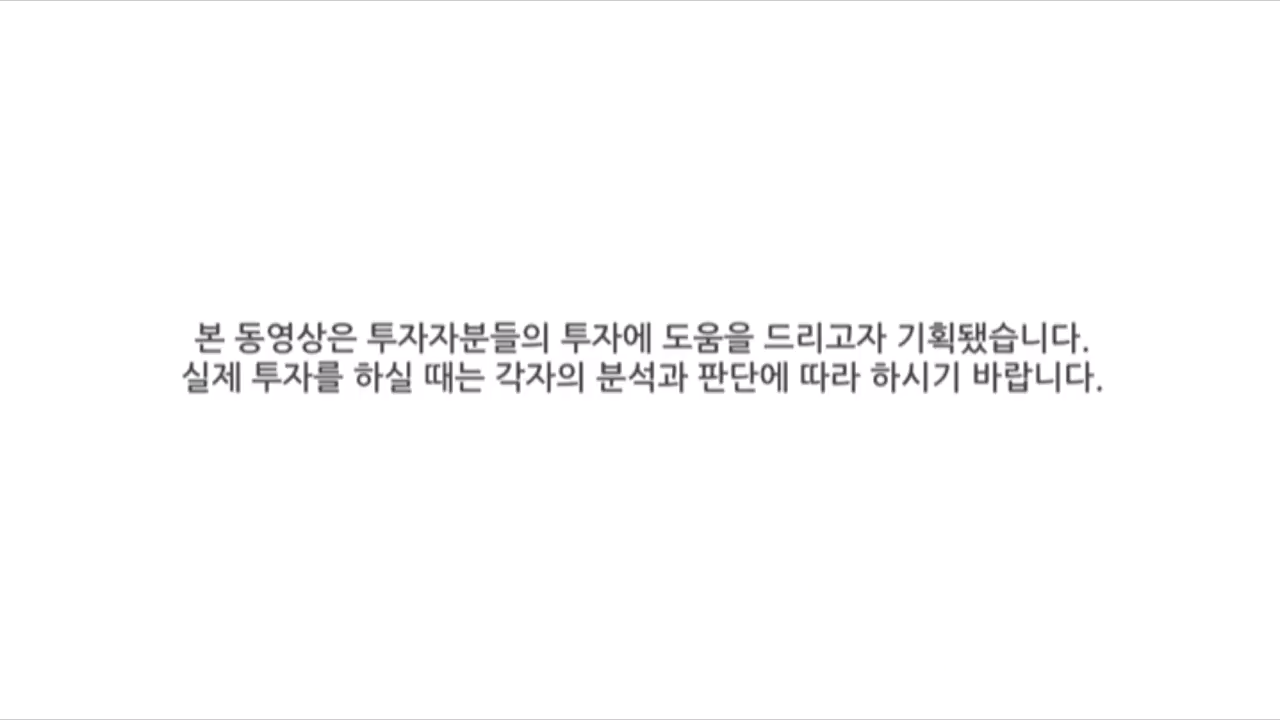 본 동영상은 투자자분들의 투자에 도움을 드리고자 기획됐습니다.
실제 투자를 하실 때는 각자의 분석과 판단에 따라 하시기 바랍니다.